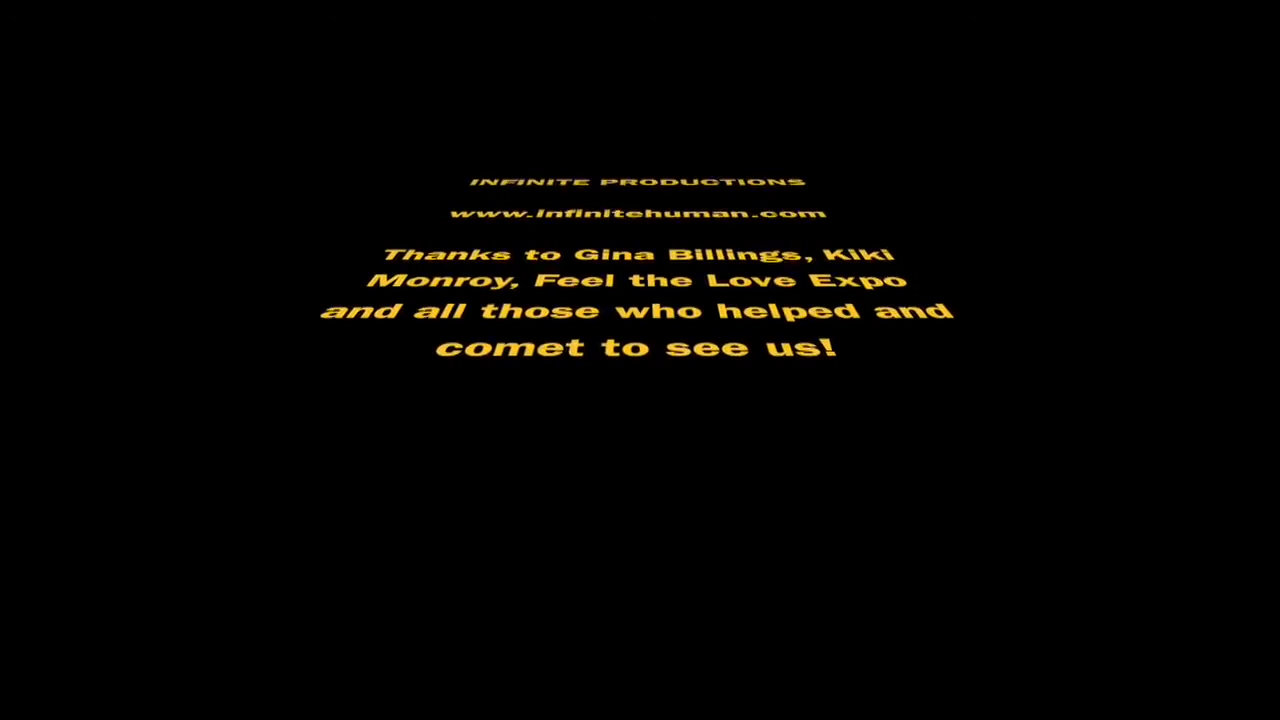 INFINITE PRODUCTIONS
www.infinitehuman.com
Thanks to Gina Billings, Kiki
Monroy, Feel the Love Expo
and all those who helped and
comet to see us!